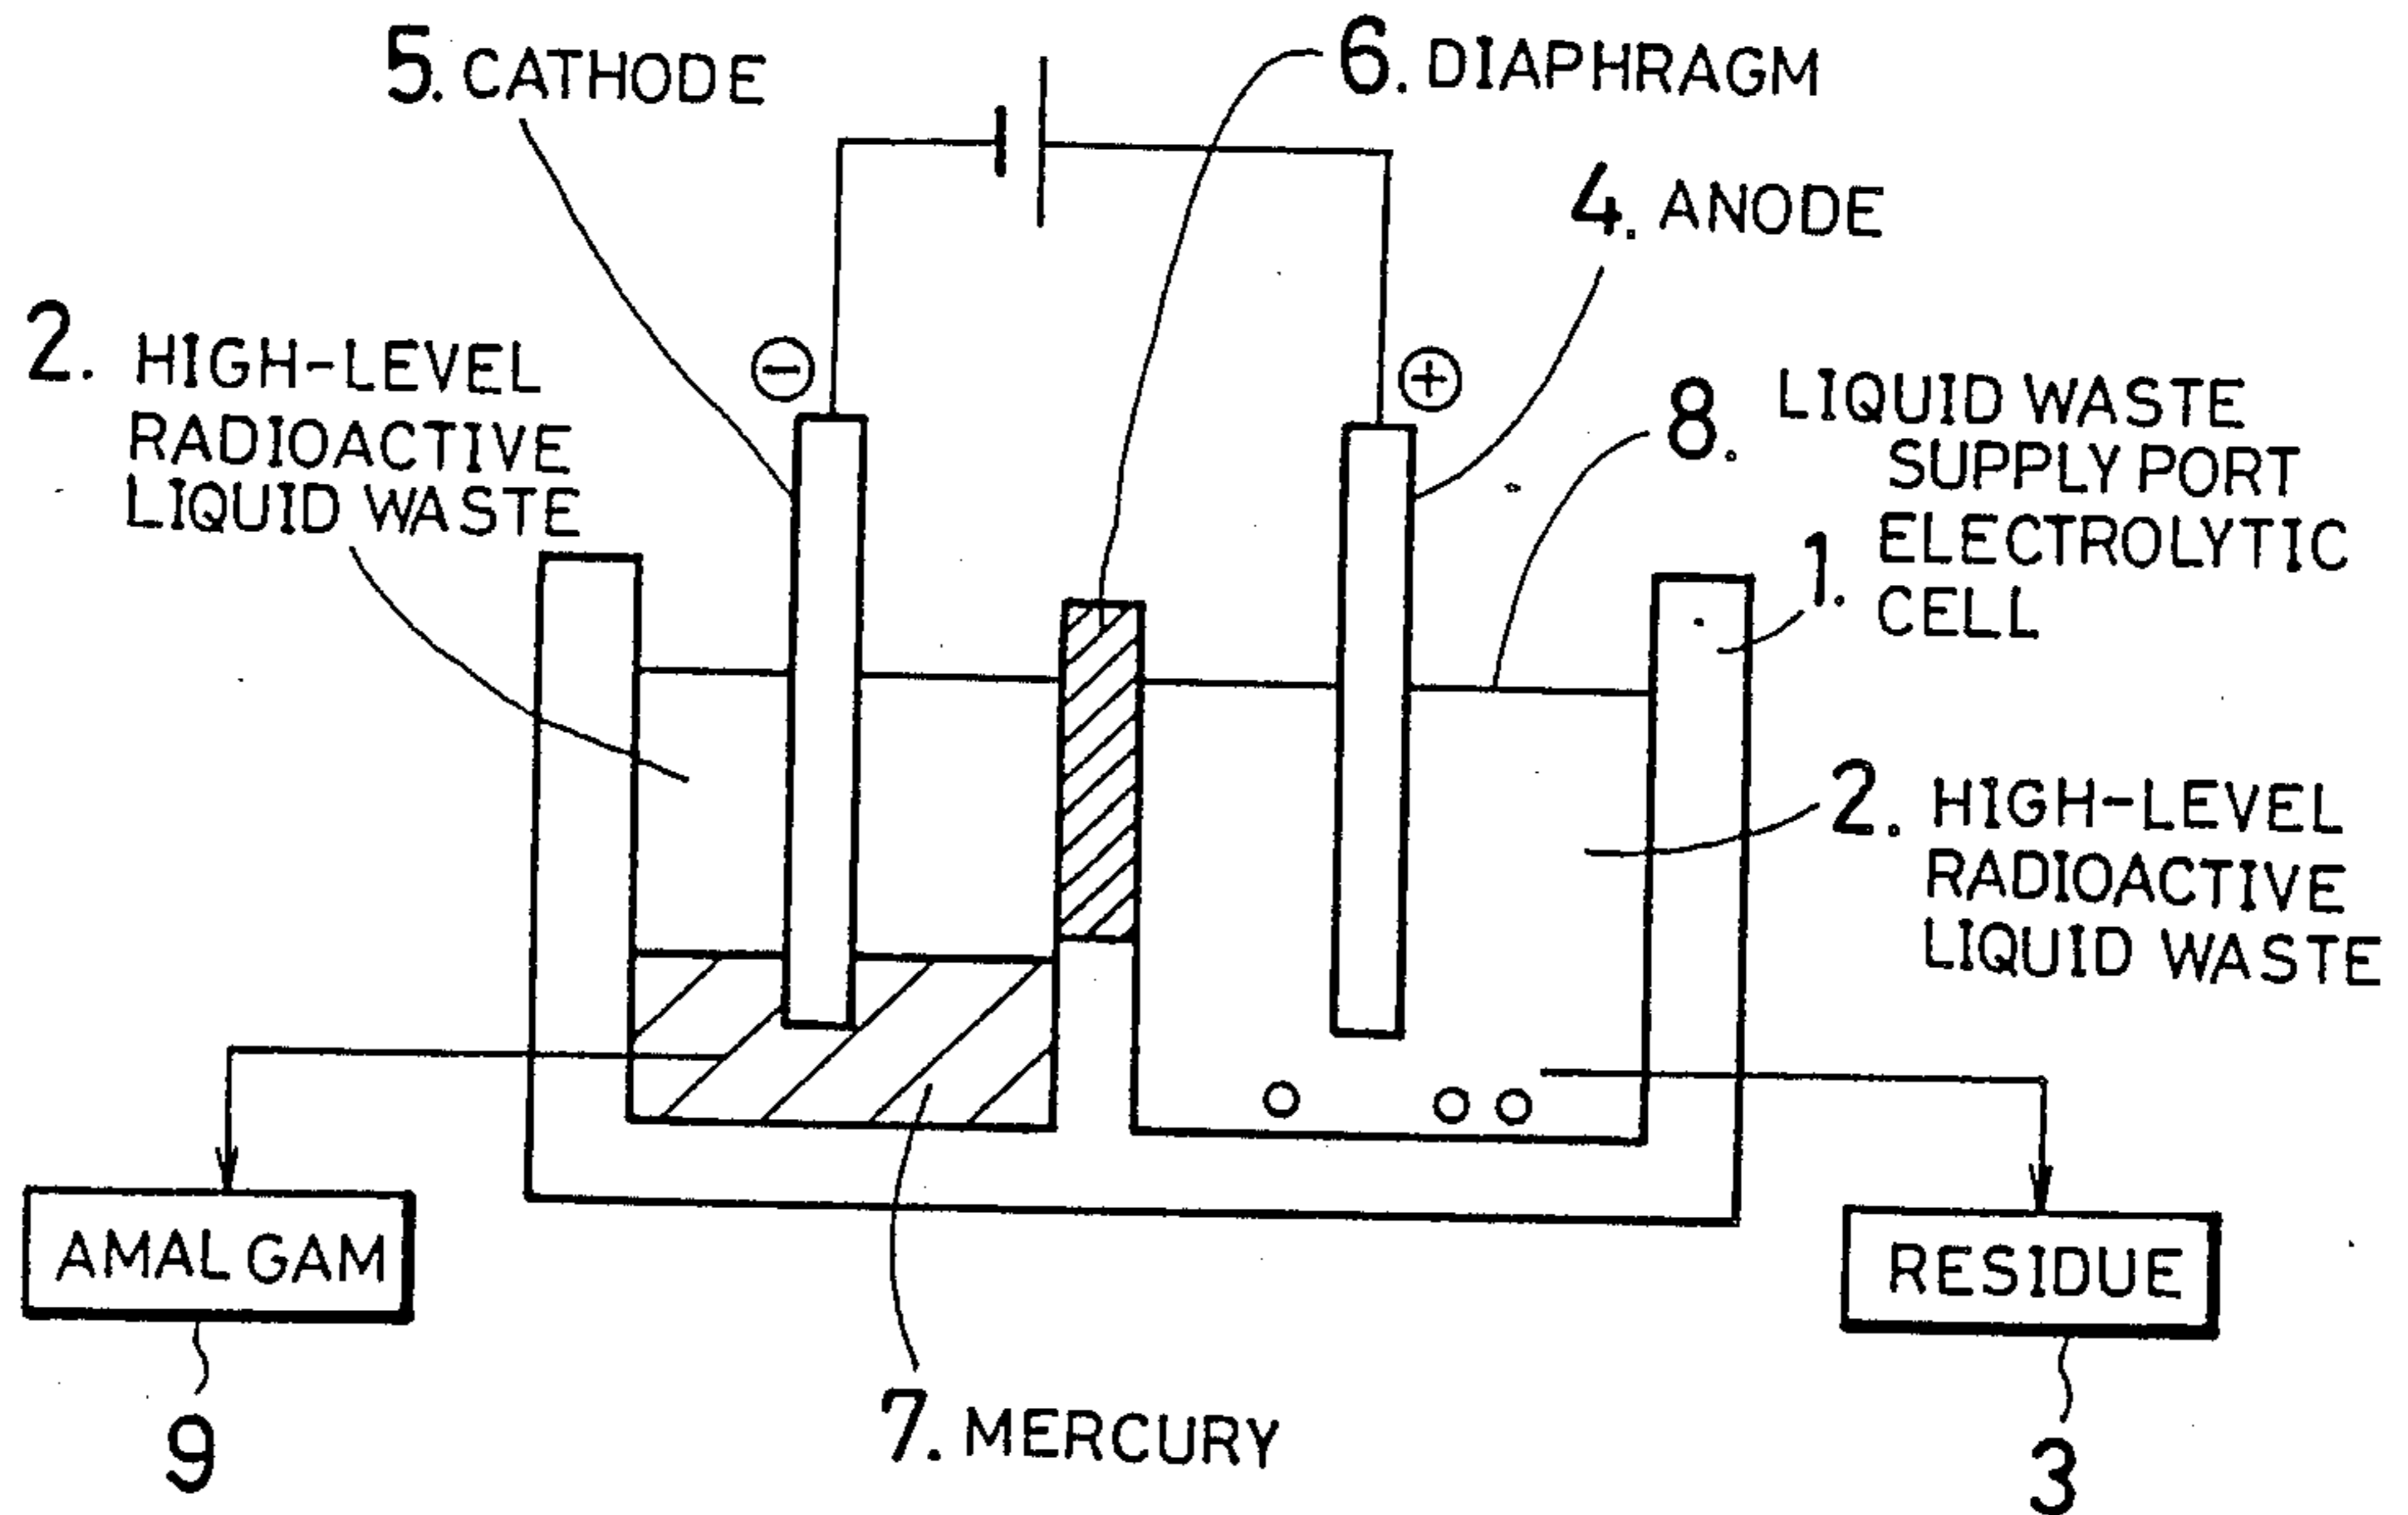 5. CATHODE
6. DIAPHRAGM
4. ANODE
2. HIGH-LEVEL
RADIOACTIVE
LIQUID WASTE
⊖
⊕
8. LIQUID WASTE
SUPPLY PORT
1. ELECTROLYTIC
CELL
2. HIGH-LEVEL
RADIOACTIVE
LIQUID WASTE
AMALGAM
9
7. MERCURY
RESIDUE
3